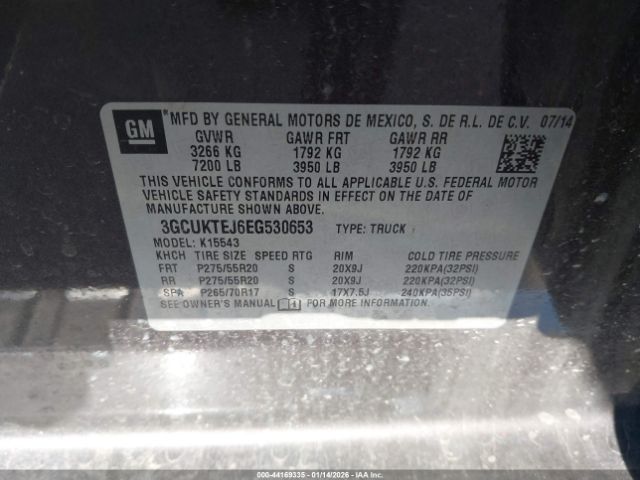 GM
*MFD BY GENERAL MOTORS DE MEXICO, S. DE R.L. DE C.V. 07/14
GVWR GAWR FRT GAWR RR
3266 KG 1792 KG 1792 KG
7200 LB 3950 LB 3950 LB
THIS VEHICLE CONFORMS TO ALL APPLICABLE U.S. FEDERAL MOTOR
VEHICLE SAFETY STANDARDS IN EFFECT ON THE DATE OF
MANUFACTURE SHOWN ABOVE.
3GCUKTEJ6EG530653 TYPE: TRUCK
MODEL: K15543
KHCH TIRE SIZE SPEED RTG RIM COLD TIRE PRESSURE
FRT P275/55R20 S 20X9J 220KPA(32PSI)
RR P275/55R20 S 20X9J 220KPA(32PSI)
SPA P265/70R17 S 17X7.5J 240KPA(35PSI)
SEE OWNER'S MANUAL FOR MORE INFORMATION.
000-44169335 - 01/14/2026 - IAAI.COM